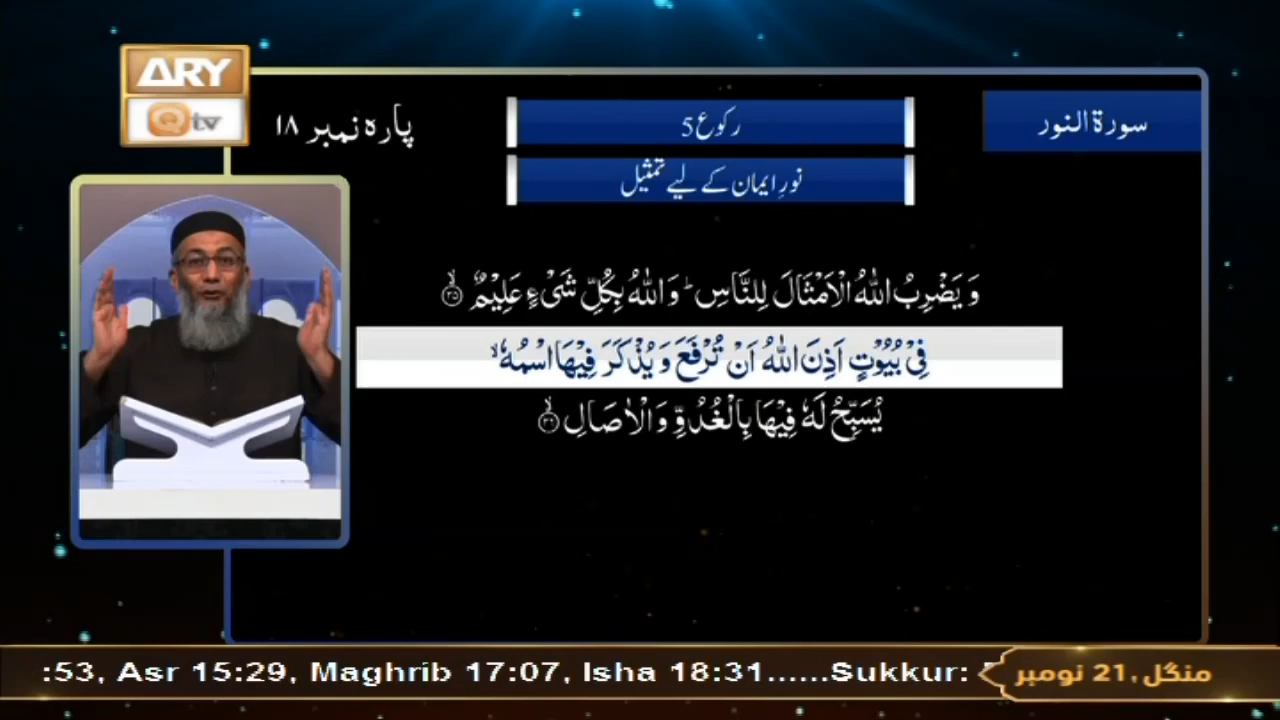 ARY
Qtv
پارہ نمبر ۱۸
رکوع 5
سورۃ النور
نورِ ایمان کے لیے تمثیل
وَ یَضْرِبُ اللّٰهُ الْاَمْثَالَ لِلنَّاسِ ؕ وَ اللّٰهُ بِكُلِّ شَیْءٍ عَلِیْمٌ ۙ﴿۳۵﴾
فِیْ بُیُوْتٍ اَذِنَ اللّٰهُ اَنْ تُرْفَعَ وَ یُذْكَرَ فِیْهَا اسْمُهٗ ۙ
یُسَبِّحُ لَهٗ فِیْهَا بِالْغُدُوِّ وَ الْاٰصَالِ ۙ﴿۳۶﴾
:53, Asr 15:29, Maghrib 17:07, Isha 18:31......Sukkur:
منگل, 21 نومبر